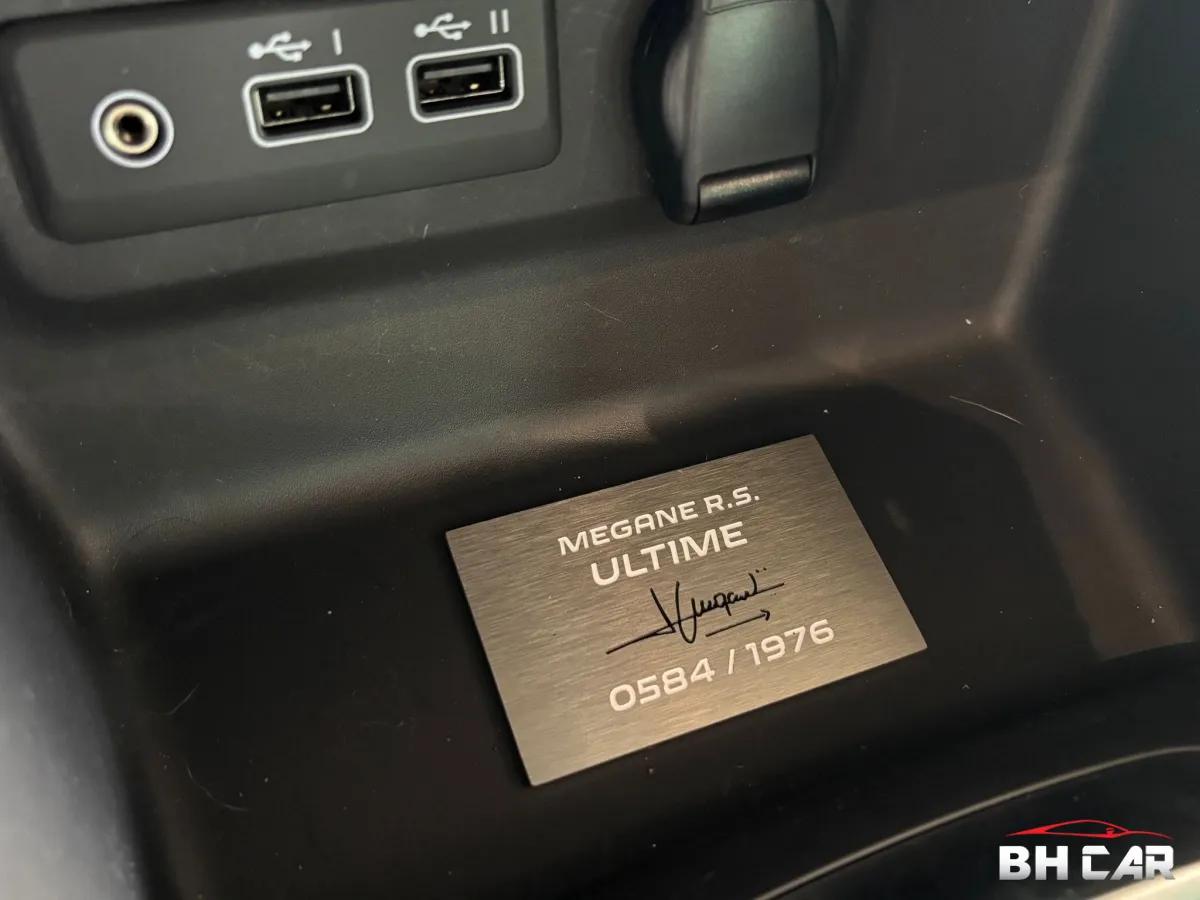 I
II
MEGANE R.S.
ULTIME
0584 / 1976
BH CAR